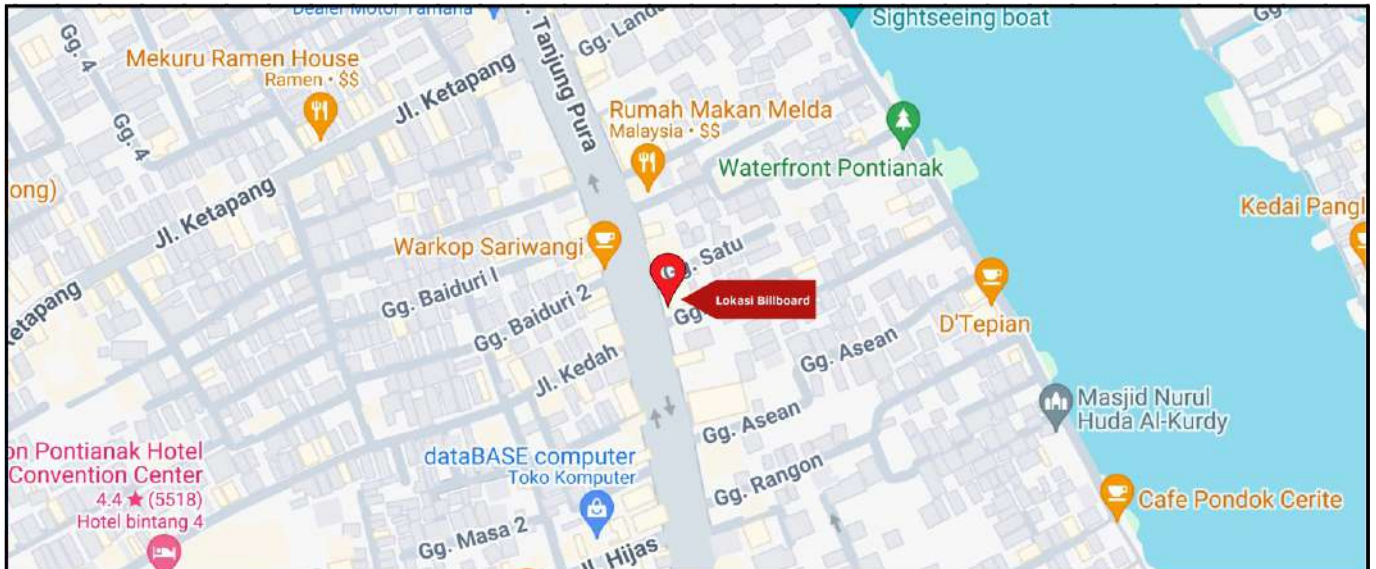 Dealer Motor Yamaha
Sightseeing boat
Gg. 4
Mekuru Ramen House
Ramen • $$
Jl. Ketapang
Tanjung Pura
Gg. Landa
Gg.
Gg. 4
Rumah Makan Melda
Malaysia • $$
Waterfront Pontianak
ong)
Jl. Ketapang
Kedai Pangl
Warkop Sariwangi
Gg. Satu
Gg. Baiduri I
Lokasi Billboard
Gg.
etapang
Gg. Baiduri 2
D'Tepian
Gg. Asean
Jl. Kedah
Masjid Nurul
Huda Al-Kurdy
Gg. Asean
on Pontianak Hotel
Convention Center
4.4 ★ (5518)
Hotel bintang 4
dataBASE computer
Toko Komputer
Gg. Rangon
Cafe Pondok Cerite
Gg. Masa 2
Jl. Hijas